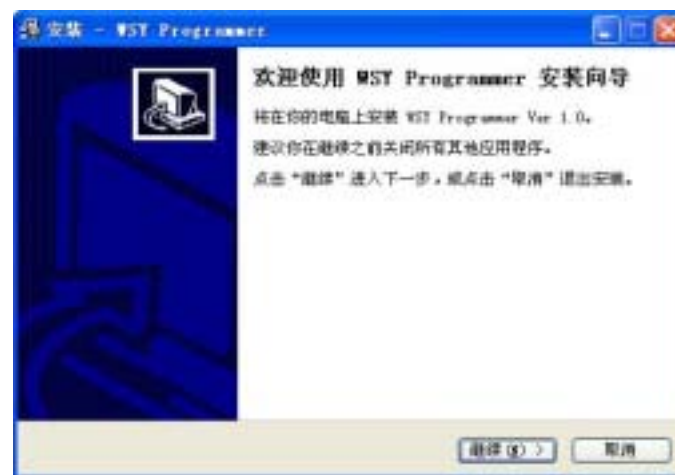 安装 - WSY Programmer
欢迎使用 WSY Programmer 安装向导
将在你的电脑上安装 WSY Programmer Ver 1.0。
建议你在继续之前关闭所有其他应用程序。
点击“继续”进入下一步，或点击“取消”退出安装。
继续(N) >
取消